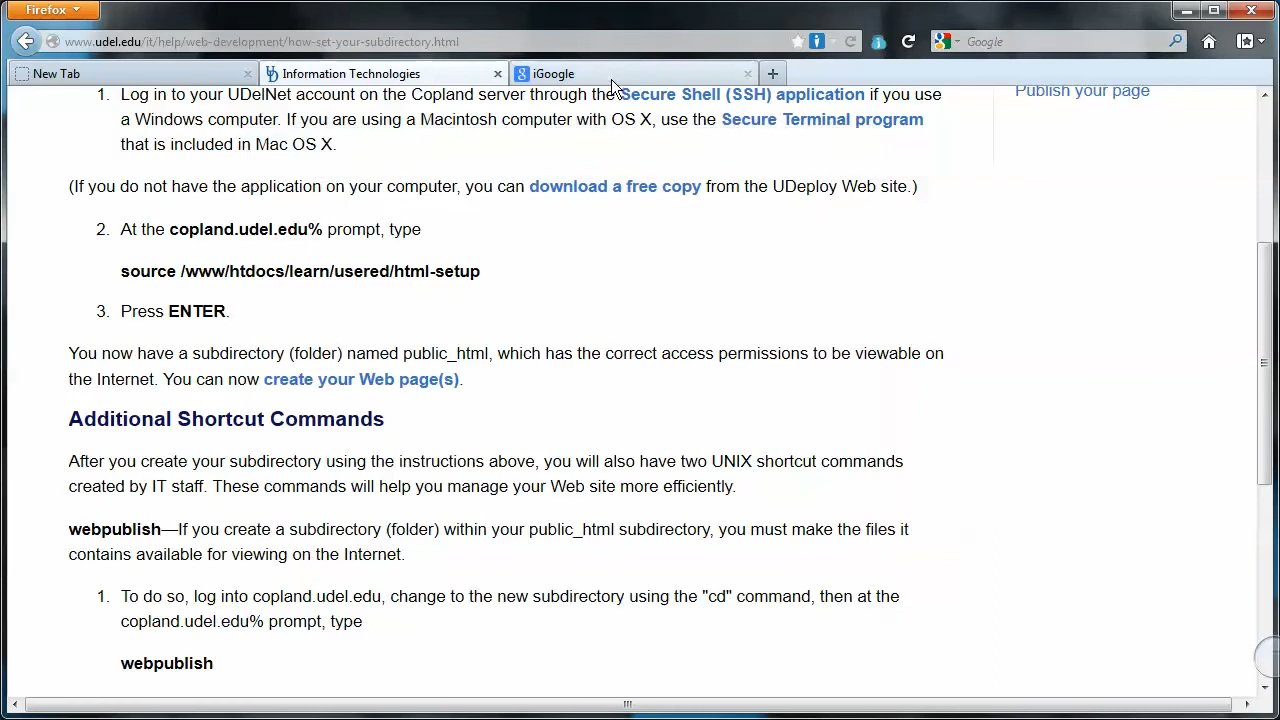 Firefox
www.udel.edu/it/help/web-development/how-set-your-subdirectory.html
Google
New Tab
Information Technologies
iGoogle
1. Log in to your UDelNet account on the Copland server through the Secure Shell (SSH) application if you use
a Windows computer. If you are using a Macintosh computer with OS X, use the Secure Terminal program
that is included in Mac OS X.
Publish your page
(If you do not have the application on your computer, you can download a free copy from the UDeploy Web site.)
2. At the copland.udel.edu% prompt, type
source /www/htdocs/learn/usered/html-setup
3. Press ENTER.
You now have a subdirectory (folder) named public_html, which has the correct access permissions to be viewable on
the Internet. You can now create your Web page(s).
Additional Shortcut Commands
After you create your subdirectory using the instructions above, you will also have two UNIX shortcut commands
created by IT staff. These commands will help you manage your Web site more efficiently.
webpublish—If you create a subdirectory (folder) within your public_html subdirectory, you must make the files it
contains available for viewing on the Internet.
1. To do so, log into copland.udel.edu, change to the new subdirectory using the "cd" command, then at the
copland.udel.edu% prompt, type
webpublish